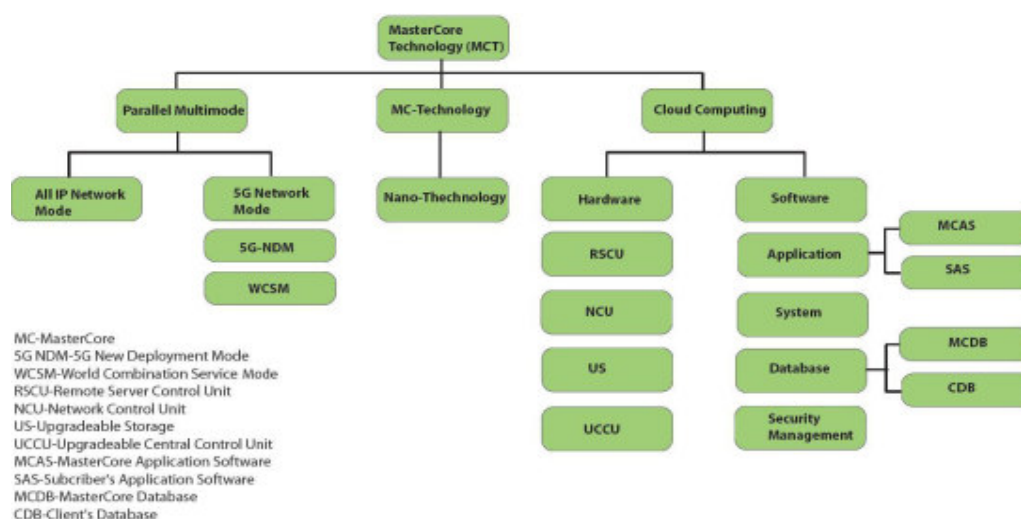 MasterCore
Technology (MCT)
Parallel Multimode
MC-Technology
Cloud Computing
All IP Network
Mode
5G Network
Mode
Nano-Thechnology
Hardware
Software
5G-NDM
WCSM
RSCU
NCU
US
UCCU
Application
System
Database
Security
Management
MCAS
SAS
MCDB
CDB
MC-MasterCore
5G NDM-5G New Deployment Mode
WCSM-World Combination Service Mode
RSCU-Remote Server Control Unit
NCU-Network Control Unit
US-Upgradeable Storage
UCCU-Upgradeable Central Control Unit
MCAS-MasterCore Application Software
SAS-Subcriber's Application Software
MCDB-MasterCore Database
CDB-Client's Database